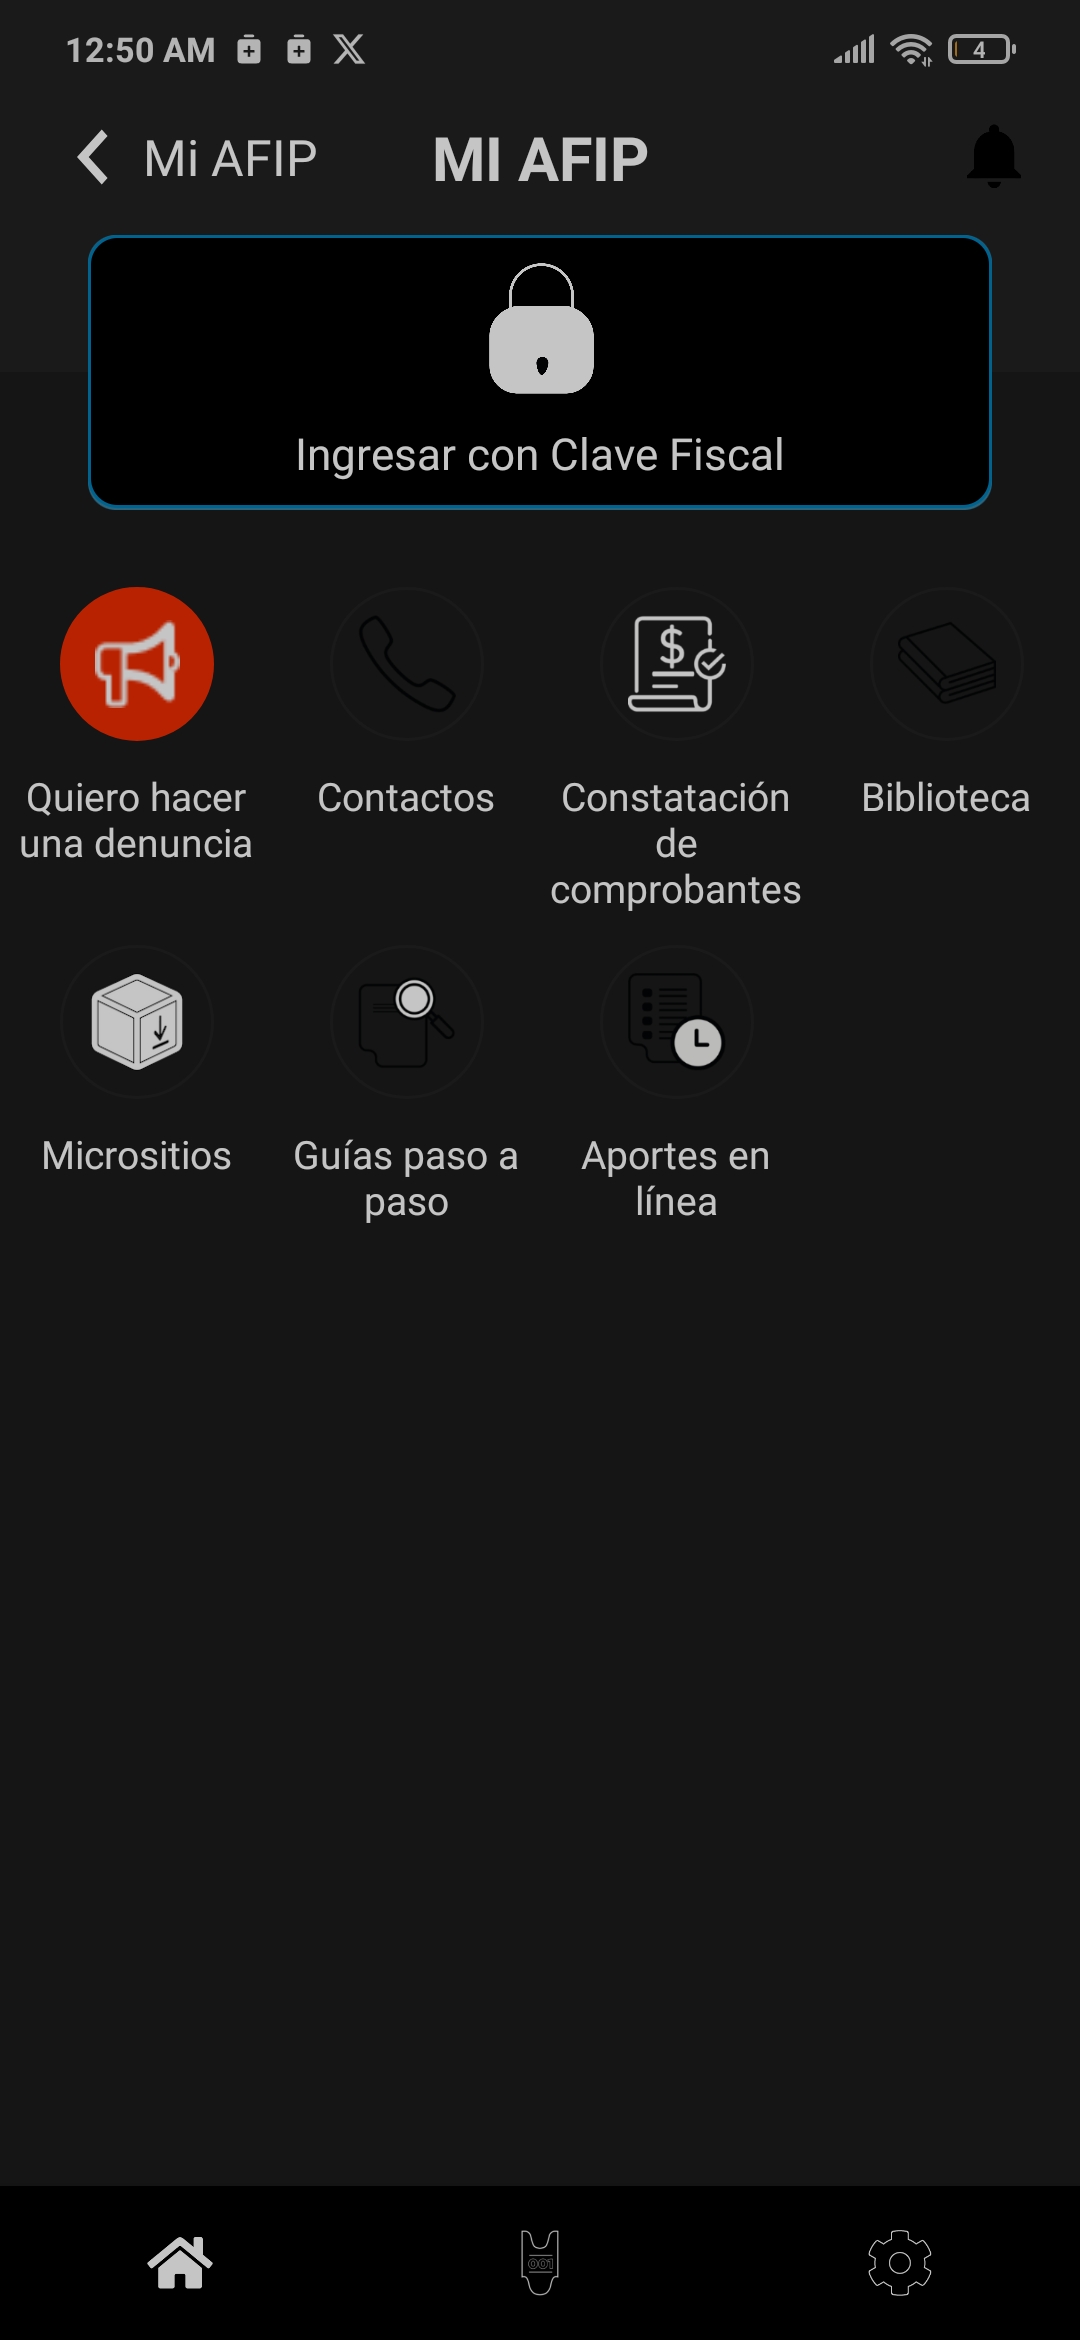 12:50 AM
4
Mi AFIP
MI AFIP
Ingresar con Clave Fiscal
Quiero hacer
una denuncia
Contactos
Constatación
de
comprobantes
Biblioteca
Micrositios
Guías paso a
paso
Aportes en
línea
001